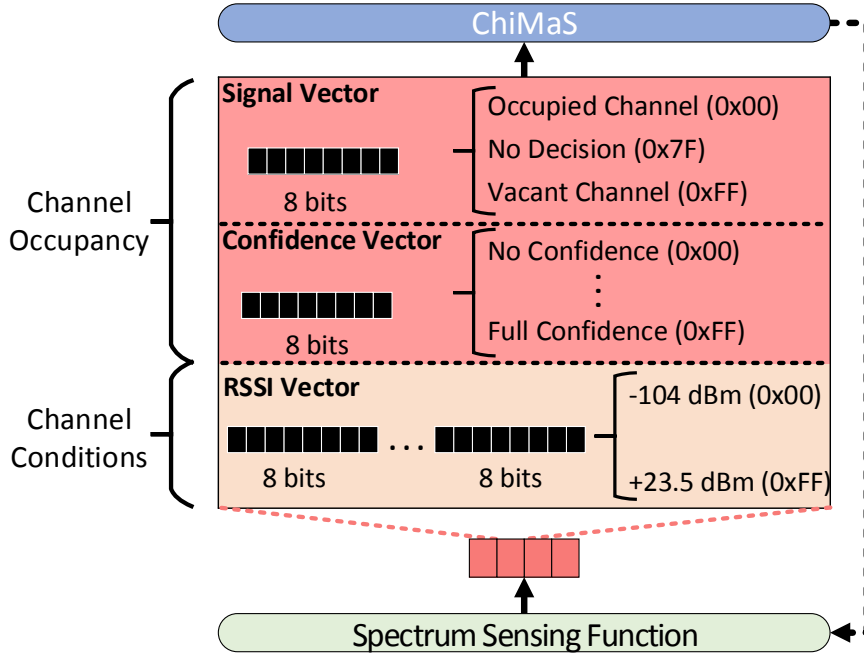 ChiMaS
Signal Vector
Occupied Channel (0x00)
No Decision (0x7F)
Vacant Channel (0xFF)
8 bits
Channel
Occupancy
Confidence Vector
No Confidence (0x00)
Full Confidence (0xFF)
8 bits
RSSI Vector
-104 dBm (0x00)
Channel
Conditions
...
8 bits
8 bits
+23.5 dBm (0xFF)
Spectrum Sensing Function